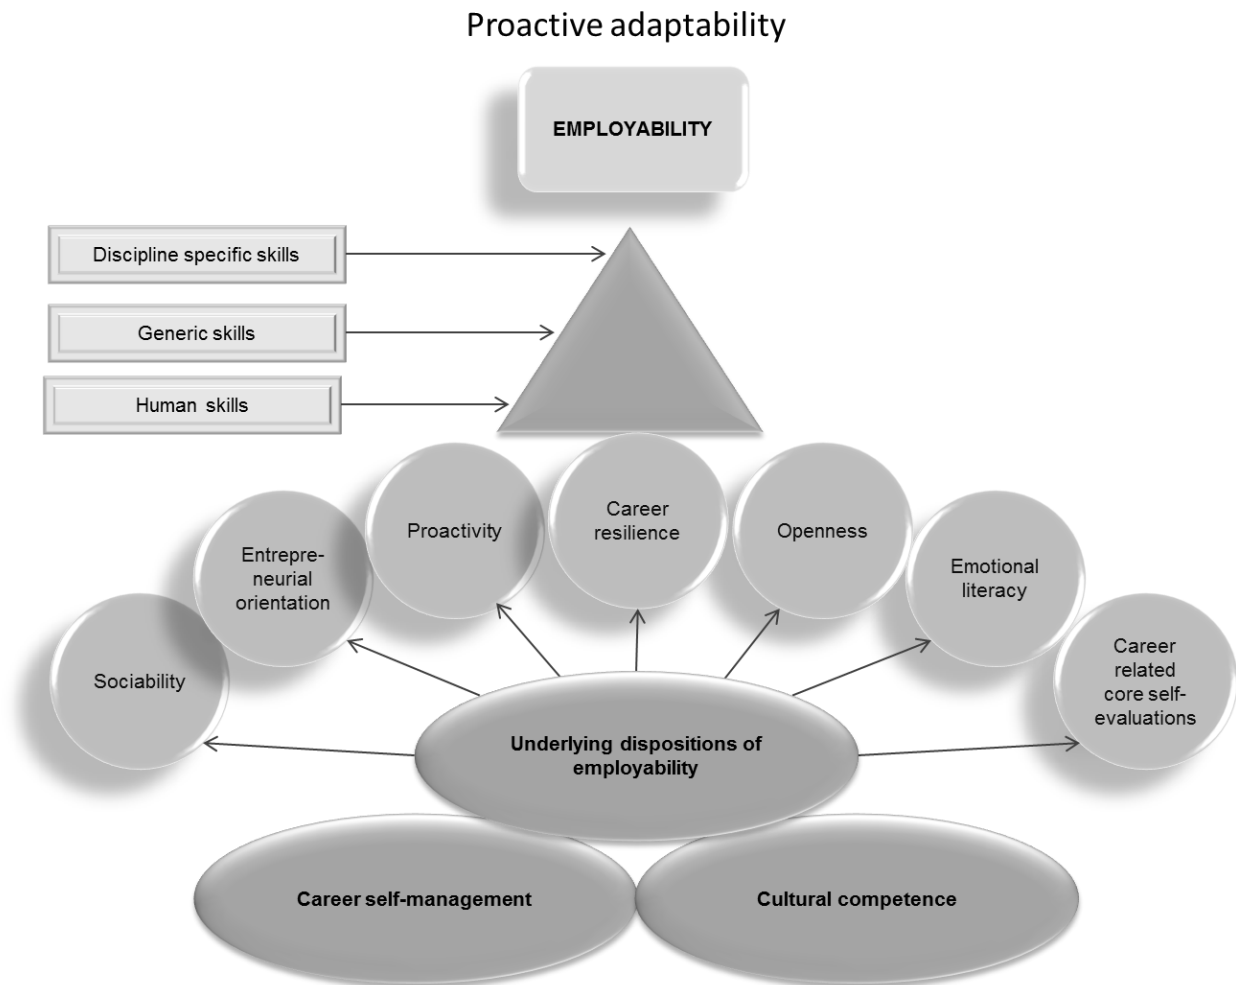 Proactive adaptability
EMPLOYABILITY
Discipline specific skills
Generic skills
Human skills
Career
resilience
Proactivity
Openness
Entrepre-
neurial
orientation
Emotional
literacy
Sociability
Career
related
core self-
evaluations
Underlying dispositions of
employability
Career self-management
Cultural competence